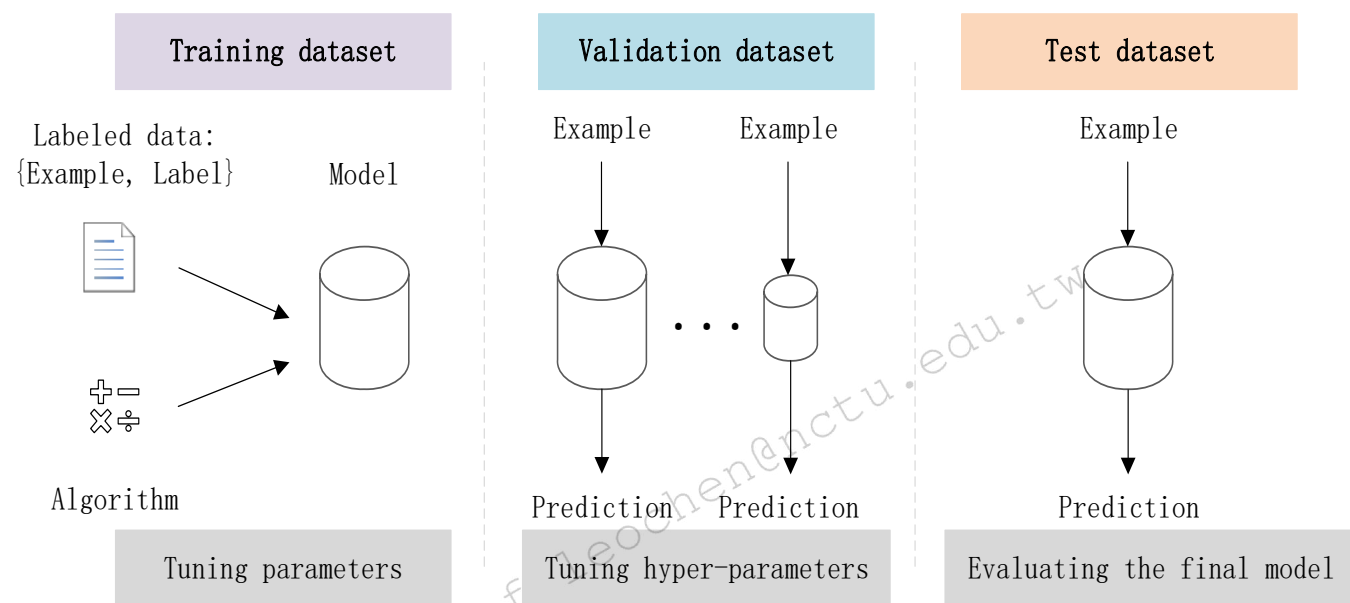 Training dataset
Labeled data:
{Example, Label}
Model
Algorithm
Tuning parameters
Validation dataset
Example Example
Prediction Prediction
Tuning hyper-parameters
Test dataset
Example
Prediction
Evaluating the final model
leochen@nctu.edu.tw